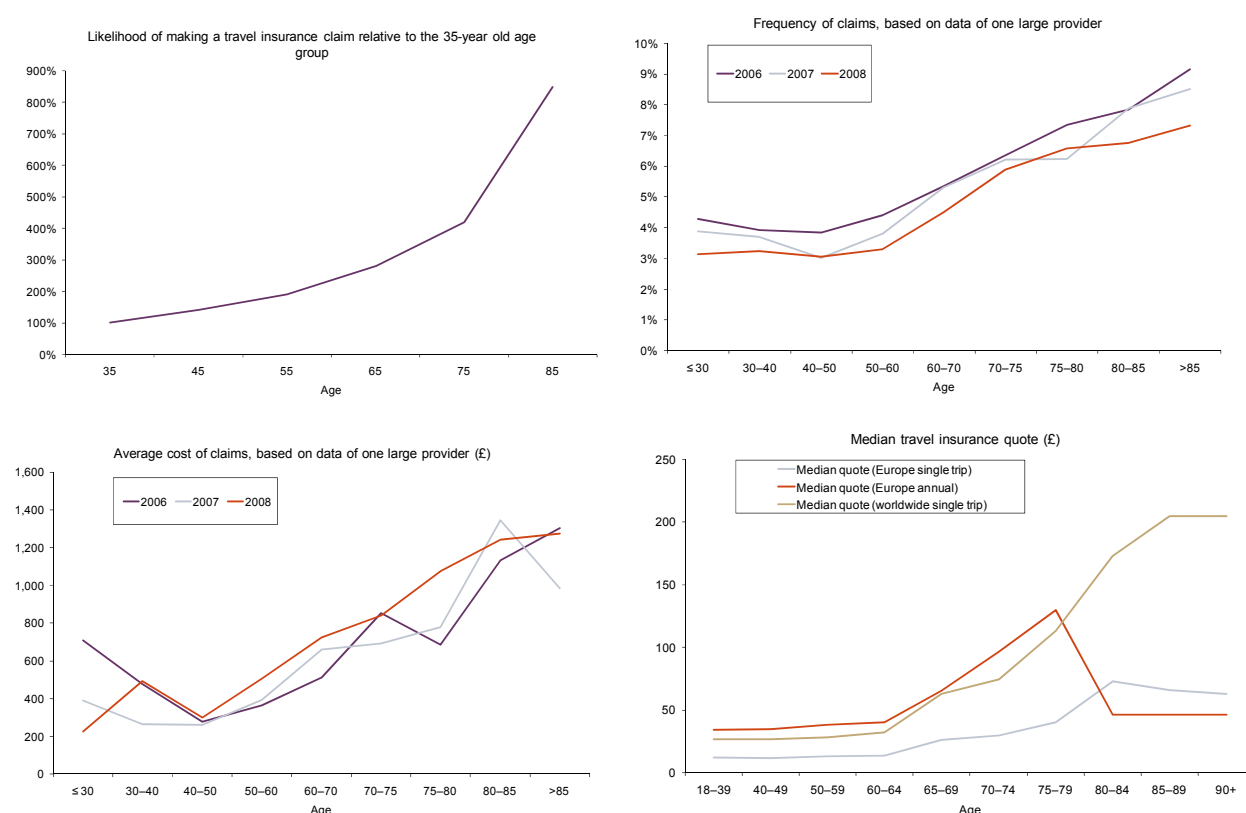 Likelihood of making a travel insurance claim relative to the 35-year old age
group
900%
800%
700%
600%
500%
400%
300%
200%
100%
0%
35 45 55 65 75 85
Age
Frequency of claims, based on data of one large provider
2006 2007 2008
10%
9%
8%
7%
6%
5%
4%
3%
2%
1%
0%
≤30 30–40 40–50 50–60 60–70 70–75 75–80 80–85 >85
Age
Average cost of claims, based on data of one large provider (£)
2006 2007 2008
1,600
1,400
1,200
1,000
800
600
400
200
0
≤30 30–40 40–50 50–60 60–70 70–75 75–80 80–85 >85
Age
Median travel insurance quote (£)
Median quote (Europe single trip)
Median quote (Europe annual)
Median quote (worldwide single trip)
250
200
150
100
50
0
18–39 40–49 50–59 60–64 65–69 70–74 75–79 80–84 85–89 90+
Age